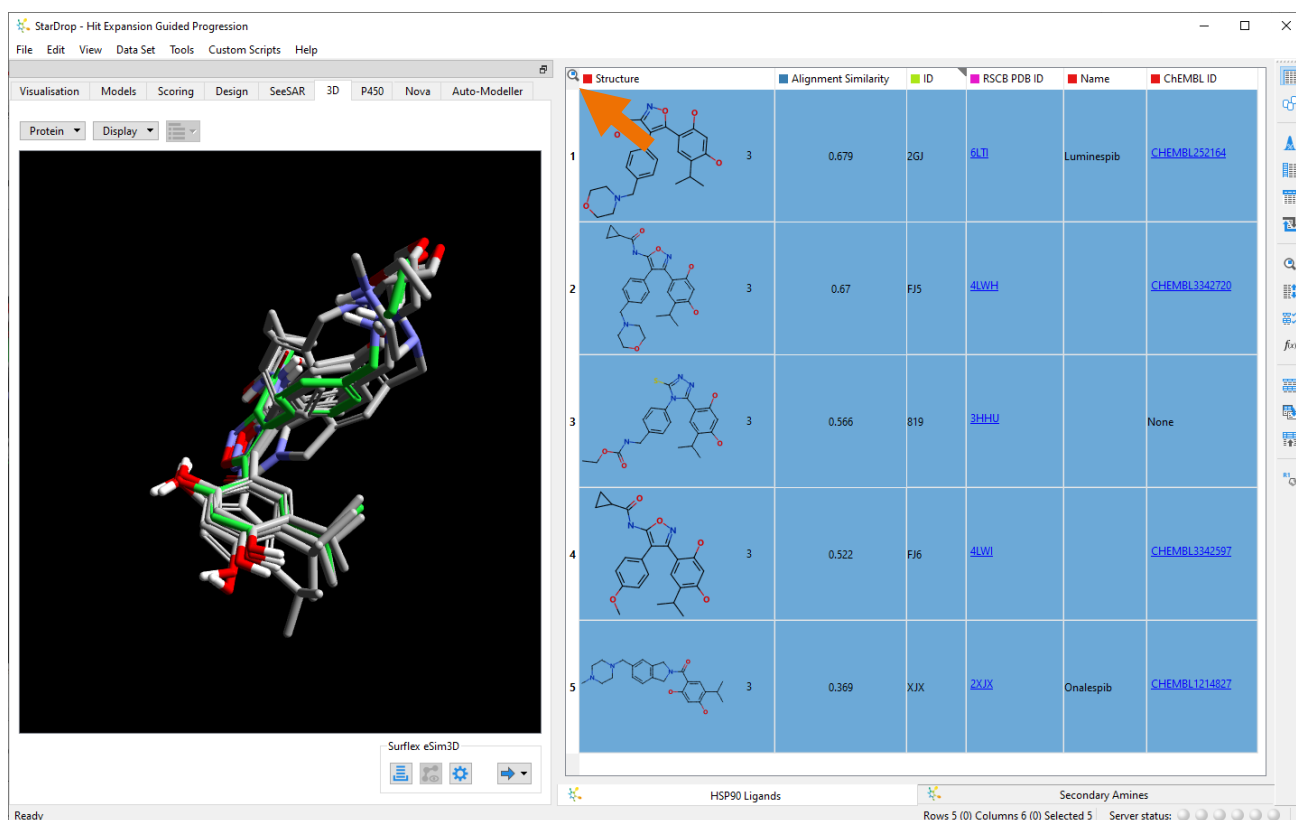 StarDrop - Hit Expansion Guided Progression
File Edit View Data Set Tools Custom Scripts Help
Visualisation Models Scoring Design SeeSAR 3D P450 Nova Auto-Modeller
Protein Display
Structure Alignment Similarity ID RSCB PDB ID Name ChEMBL ID
1 3 0.679 2GJ 6LTI Luminespib CHEMBL252164
2 3 0.67 FJ5 4LWH CHEMBL3342720
3 3 0.566 819 3HHU None
4 3 0.522 FJ6 4LWI CHEMBL3342597
5 3 0.369 XJX 2XJX Onalespib CHEMBL1214827
Surflex eSim3D
HSP90 Ligands Secondary Amines
Ready Rows 5 (0) Columns 6 (0) Selected 5 Server status: